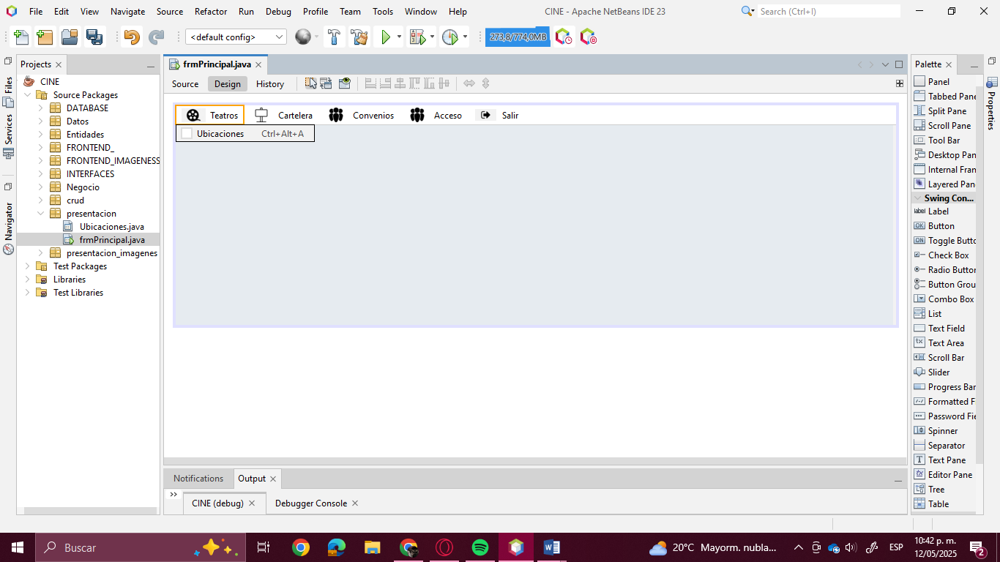 File Edit View Navigate Source Refactor Run Debug Profile Team Tools Window Help
CINE - Apache NetBeans IDE 23
Search (Ctrl+I)
<default config>
273,8/774,0MB
Files
Services
Navigator
Projects
CINE
Source Packages
DATABASE
Datos
Entidades
FRONTEND_
FRONTEND_IMAGENESS
INTERFACES
Negocio
crud
presentacion
Ubicaciones.java
frmPrincipal.java
presentacion_imagenes
Test Packages
Libraries
Test Libraries
frmPrincipal.java
Source Design History
Teatros Cartelera Convenios Acceso Salir
Ubicaciones Ctrl+Alt+A
Notifications Output
CINE (debug) Debugger Console
Palette
Panel
Tabbed Pane
Split Pane
Scroll Pane
Tool Bar
Desktop Pan
Internal Fran
Layered Pan
Swing Con...
label Label
OK Button
ON Toggle Butto
Check Box
Radio Button
Button Grou
Combo Box
List
Text Field
Text Area
Scroll Bar
Slider
Progress Bar
Formatted F
Password Fie
Spinner
Separator
Text Pane
Editor Pane
Tree
Table
Properties
Buscar
20°C Mayorm. nubla...
ESP
10:42 p. m.
12/05/2025
2